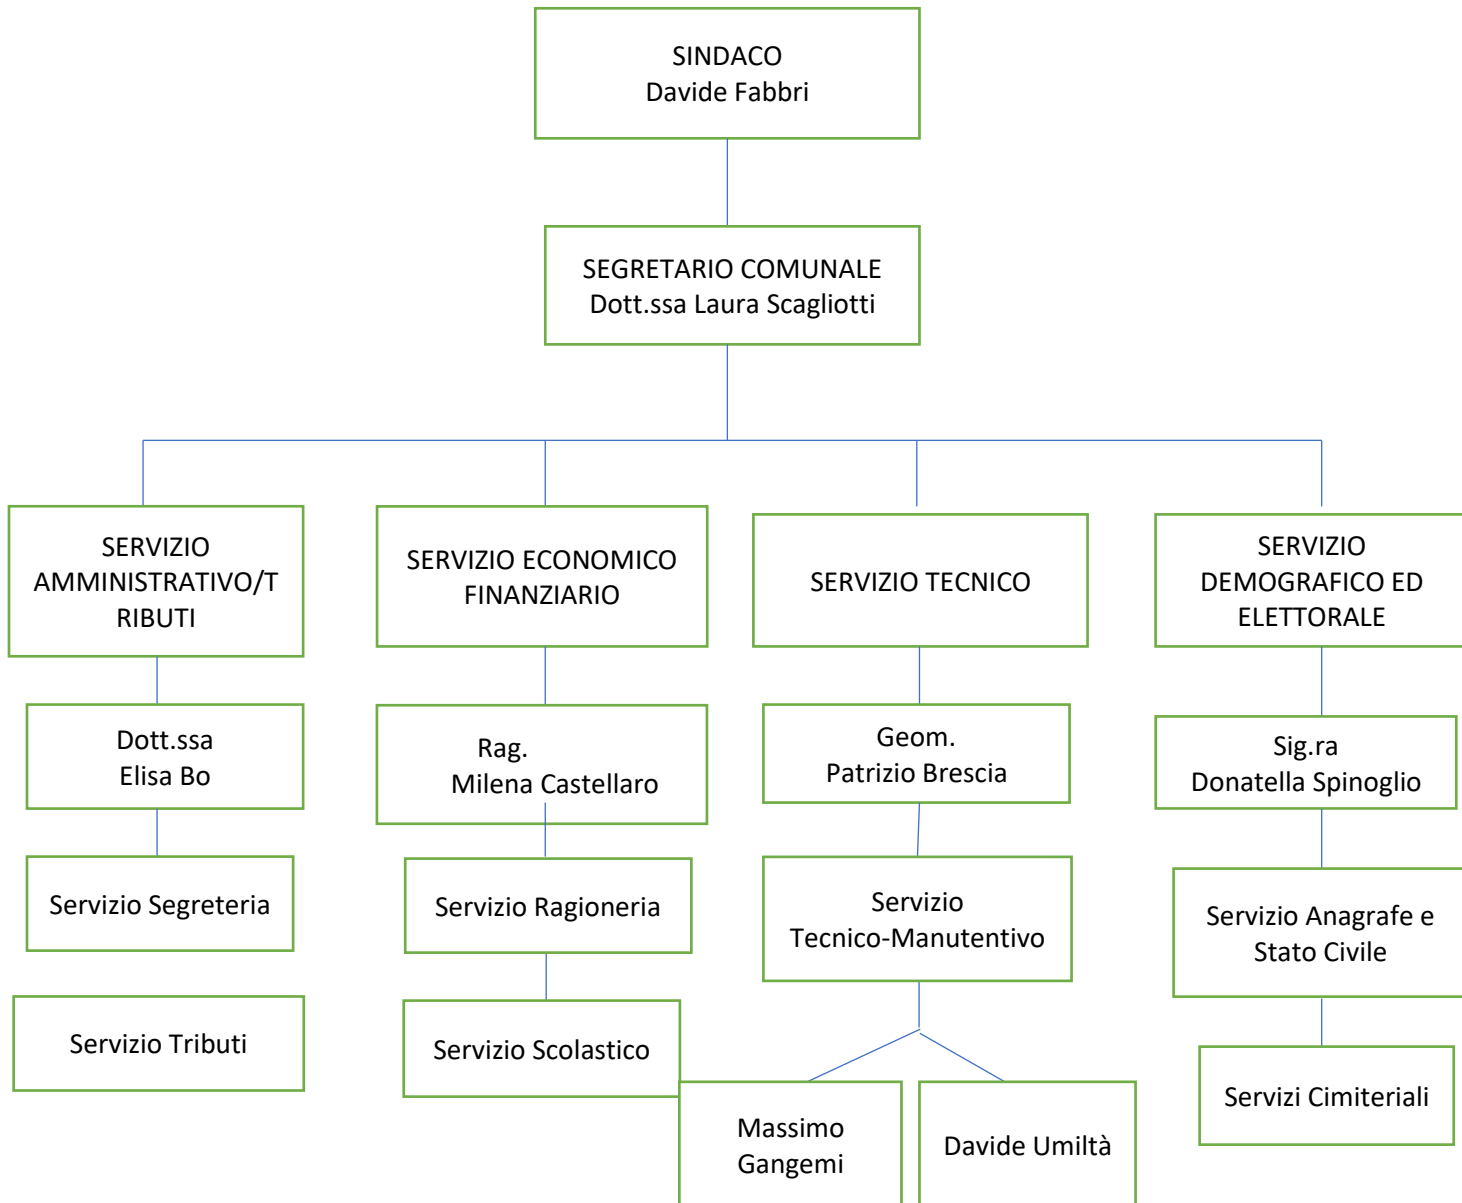 SINDACO
Davide Fabbri
SEGRETARIO COMUNALE
Dott.ssa Laura Scagliotti
SERVIZIO
AMMINISTRATIVO/T
RIBUTI
SERVIZIO ECONOMICO
FINANZIARIO
SERVIZIO TECNICO
SERVIZIO
DEMOGRAFICO ED
ELETTORALE
Dott.ssa
Elisa Bo
Rag.
Milena Castellaro
Geom.
Patrizio Brescia
Sig.ra
Donatella Spinoglio
Servizio Segreteria
Servizio Ragioneria
Servizio
Tecnico-Manutentivo
Servizio Anagrafe e
Stato Civile
Servizio Tributi
Servizio Scolastico
Massimo
Gangemi
Davide Umiltà
Servizi Cimiteriali